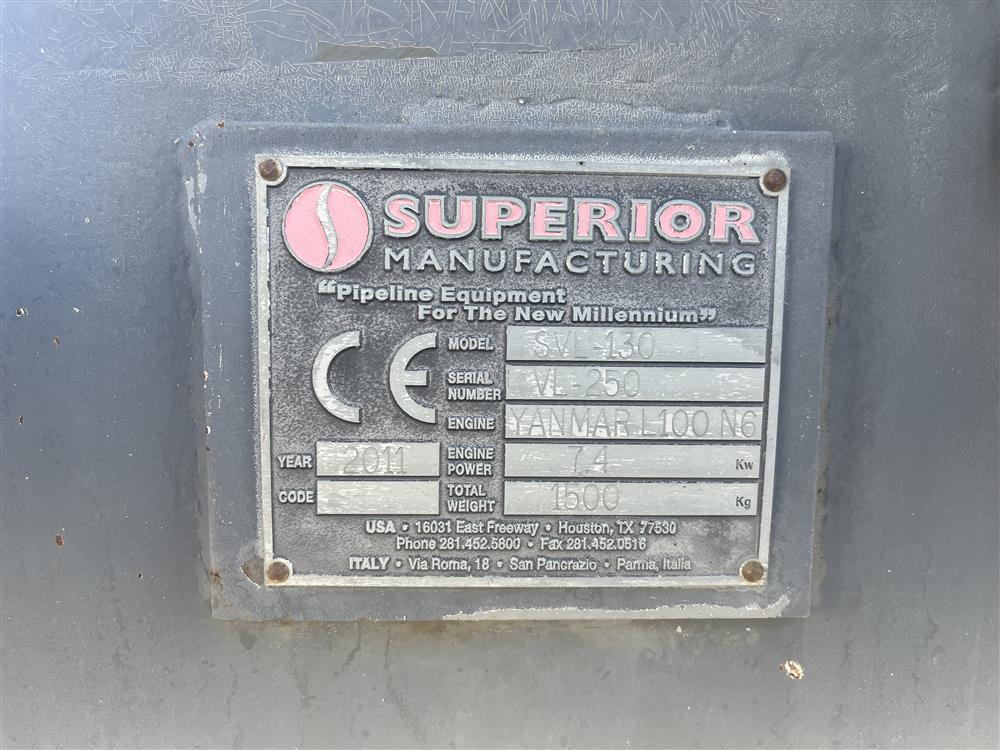 SUPERIOR
MANUFACTURING
"Pipeline Equipment
For The New Millennium"
CE
MODEL SVL-130
SERIAL NUMBER VL-250
ENGINE YANMAR L100 N6
YEAR 2011
ENGINE POWER 7.4 Kw
CODE
TOTAL WEIGHT 1500 Kg
USA • 16031 East Freeway • Houston, TX 77530
Phone 281.452.5800 • Fax 281.452.0516
ITALY • Via Roma, 18 • San Pancrazio • Parma, Italia